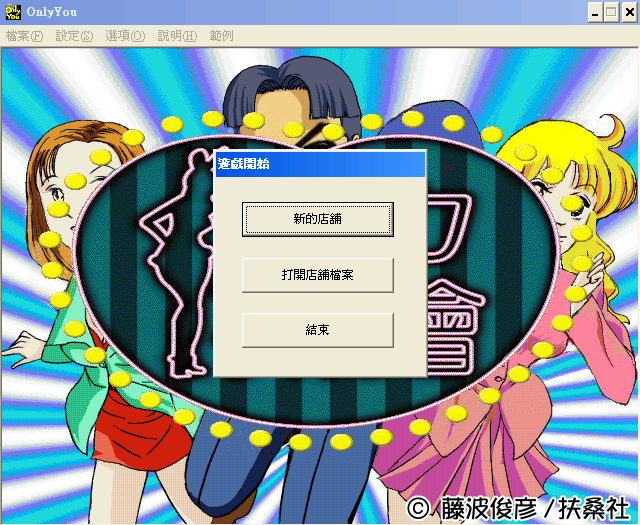 OnlyYou
檔案(F) 設定(S) 選項(O) 說明(H) 範例
遊戲開始
新的店舖
打開店舖檔案
結束
© 藤波俊彦/扶桑社